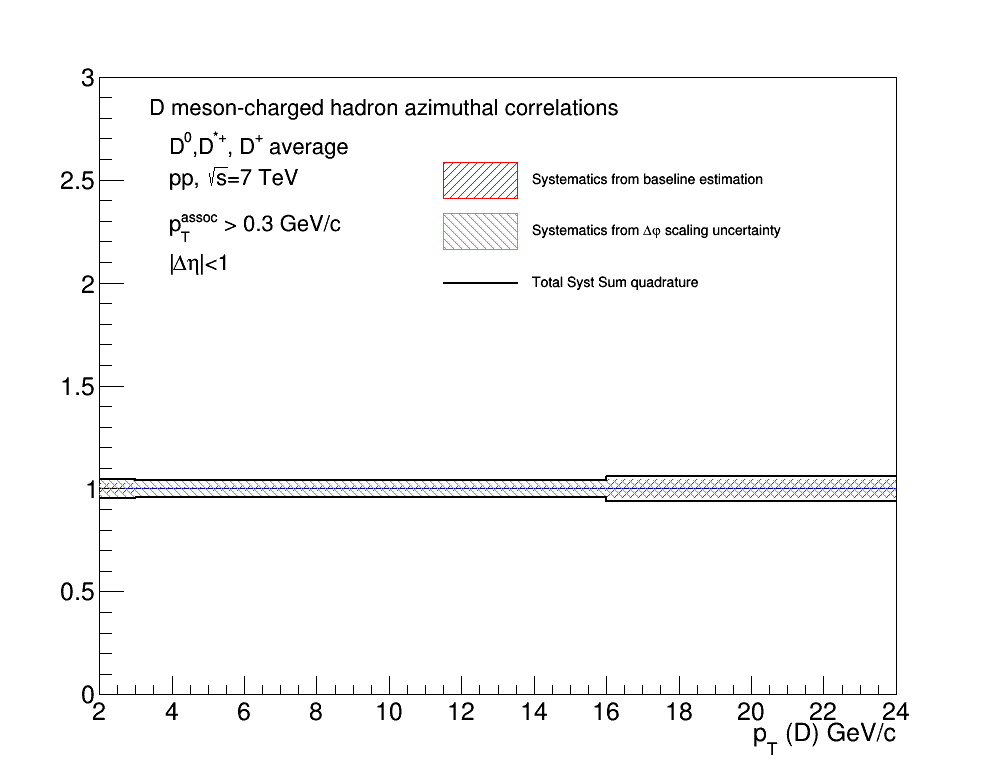 3
D meson-charged hadron azimuthal correlations
D⁰,D*⁺, D⁺ average
pp, √s=7 TeV
p_T^assoc > 0.3 GeV/c
|Δη|<1
Systematics from baseline estimation
Systematics from Δφ scaling uncertainty
Total Syst Sum quadrature
2.5
2
1.5
1
0.5
0
2 4 6 8 10 12 14 16 18 20 22 24
p_T (D) GeV/c